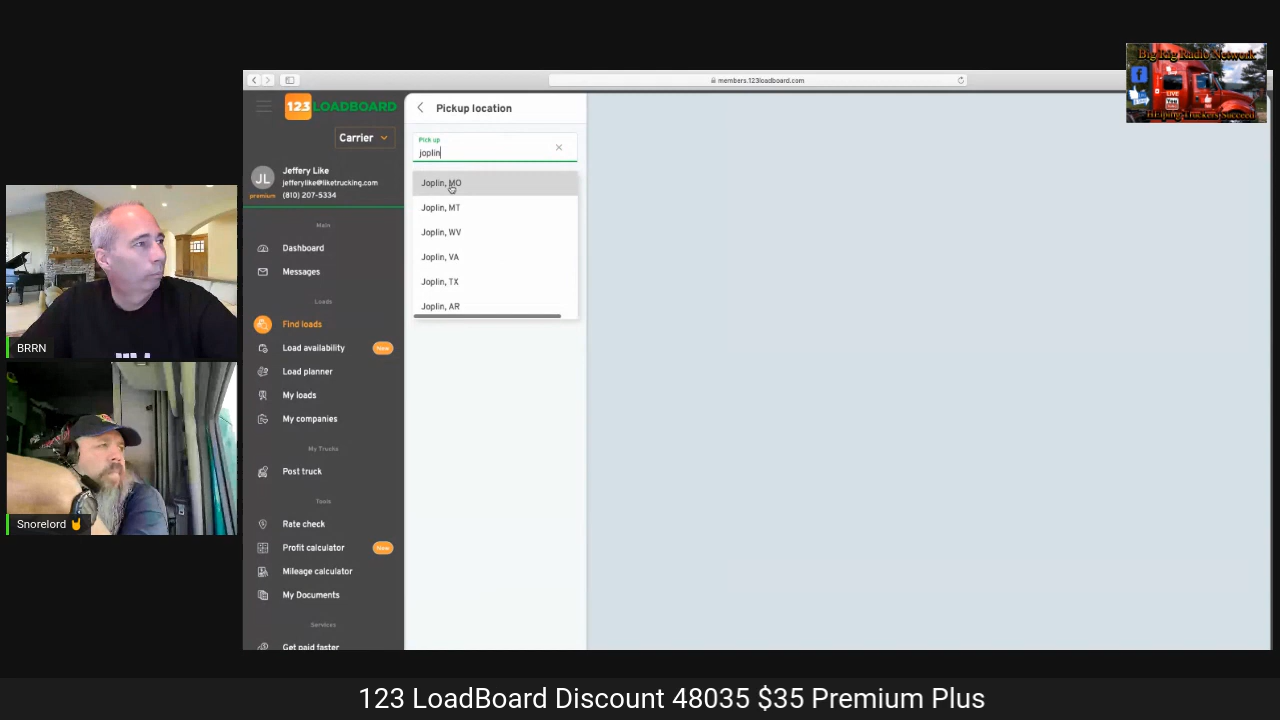 Big Rig Radio Network
LIVE
You
HElping Truckers Succeed
members.123loadboard.com
123 LOADBOARD
Carrier
JL
premium
Jeffery Like
jefferylike@liketrucking.com
(810) 207-5334
Main
Dashboard
Messages
Loads
Find loads
Load availability New
Load planner
My loads
My companies
My Trucks
Post truck
Tools
Rate check
Profit calculator New
Mileage calculator
My Documents
Services
Get paid faster
Pickup location
Pick up
joplin
Joplin, MO
Joplin, MT
Joplin, WV
Joplin, VA
Joplin, TX
Joplin, AR
BRRN
Snorelord 🤘
123 LoadBoard Discount 48035 $35 Premium Plus